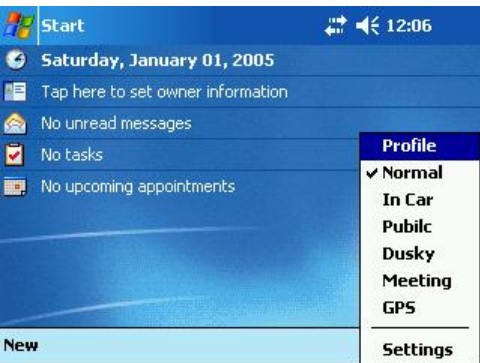 Start 12:06
Saturday, January 01, 2005
Tap here to set owner information
No unread messages
No tasks
No upcoming appointments
Profile
Normal
In Car
Pubilc
Dusky
Meeting
GPS
Settings
New